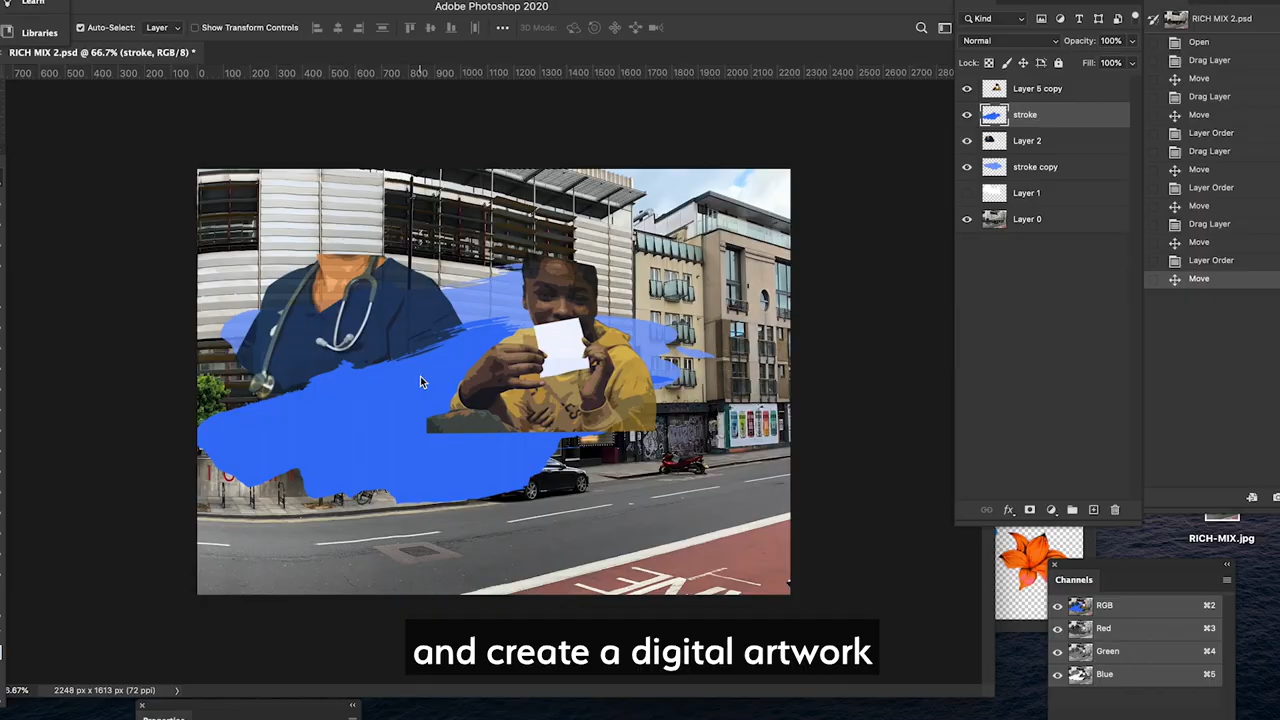 Learn
Adobe Photoshop 2020
Libraries
Auto-Select: Layer
Show Transform Controls
3D Mode:
RICH MIX 2.psd @ 66.7% (stroke, RGB/8) *
700 600 500 400 300 200 100 0 100 200 300 400 500 600 700 800 900 1000 1100 1200 1300 1400 1500 1600 1700 1800 1900 2000 2100 2200 2300 2400 2500 2600 2700 280
Kind
Normal
Opacity: 100%
Lock:
Fill: 100%
Layer 5 copy
stroke
Layer 2
stroke copy
Layer 1
Layer 0
fx
RICH MIX 2.psd
Open
Drag Layer
Move
Drag Layer
Move
Layer Order
Drag Layer
Move
Layer Order
Move
Drag Layer
Move
Layer Order
Move
RICH-MIX.jpg
Channels
RGB ⌘2
Red ⌘3
Green ⌘4
Blue ⌘5
and create a digital artwork
6.67% 2248 px x 1613 px (72 ppi)
Properties